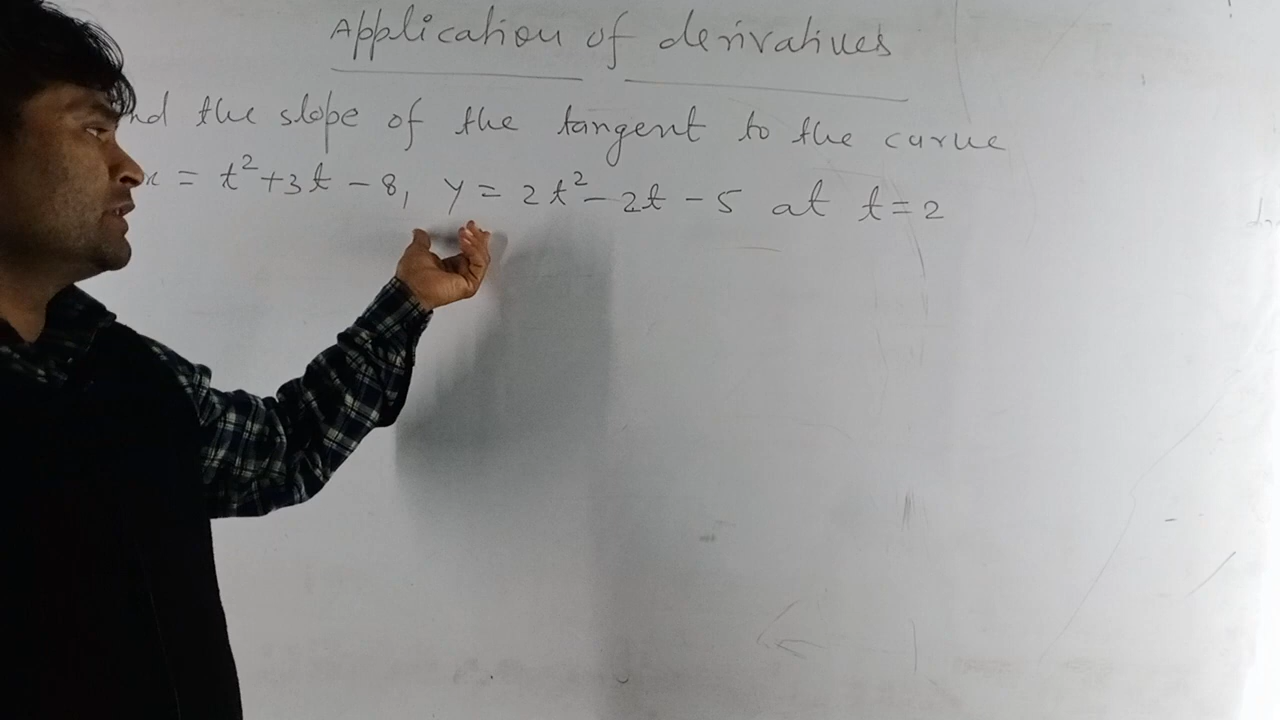 Application of derivatives
nd the slope of the tangent to the curve
x = t²+3t - 8, y = 2t² - 2t - 5 at t = 2